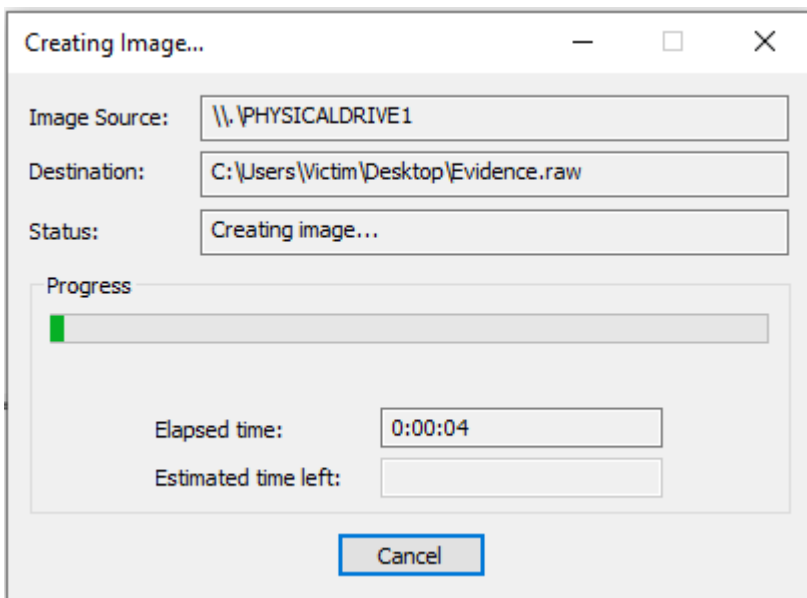 Creating Image...
Image Source: \\.\PHYSICALDRIVE1
Destination: C:\Users\Victim\Desktop\Evidence.raw
Status: Creating image...
Progress
Elapsed time: 0:00:04
Estimated time left:
Cancel